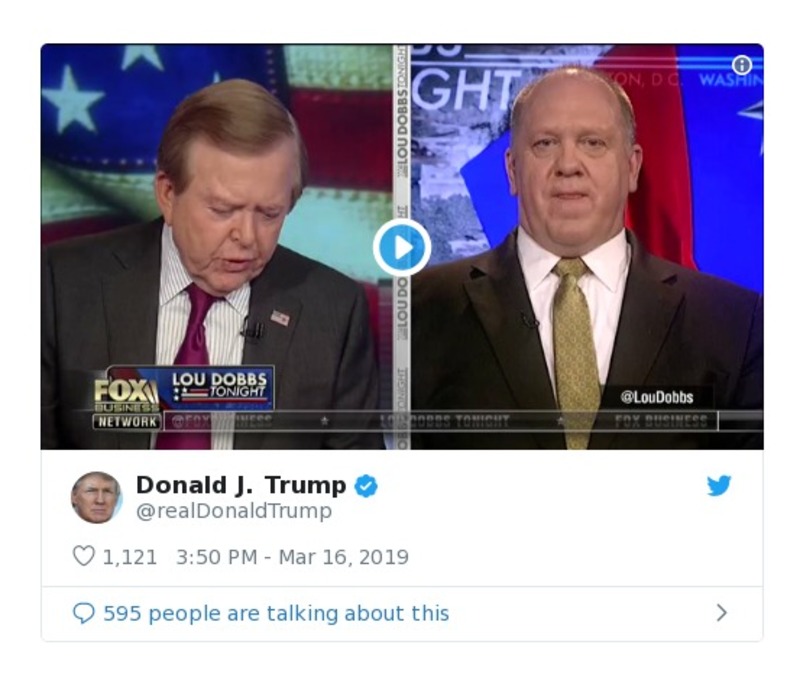 LOU DOBBS TONIGHT
GHT
TON, D.C. WASHIN
FOX
BUSINESS
NETWORK
LOU DOBBS
TONIGHT
@LouDobbs
LOU DOBBS TONIGHT
FOX BUSINESS
Donald J. Trump
@realDonaldTrump
1,121 3:50 PM - Mar 16, 2019
595 people are talking about this